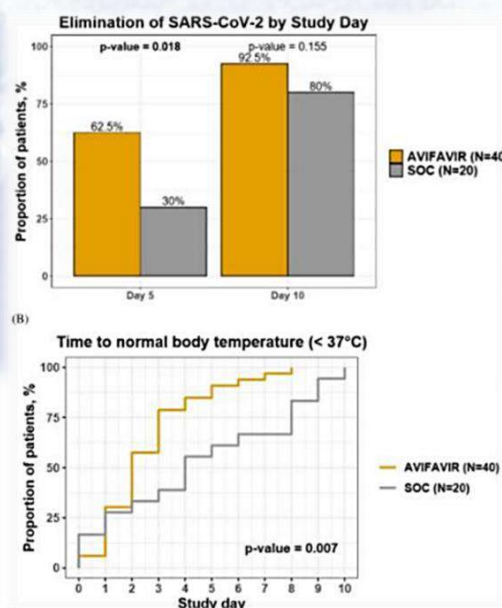 Elimination of SARS-CoV-2 by Study Day
Proportion of patients, %
100
75
50
25
0
p-value = 0.018
p-value = 0.155
62.5%
30%
92.5%
80%
Day 5
Day 10
AVIFAVIR (N=40
SOC (N=20)
(B)
Time to normal body temperature (< 37°C)
Proportion of patients, %
100
75
50
25
0
p-value = 0.007
0 1 2 3 4 5 6 7 8 9 10
Study day
AVIFAVIR (N=40)
SOC (N=20)